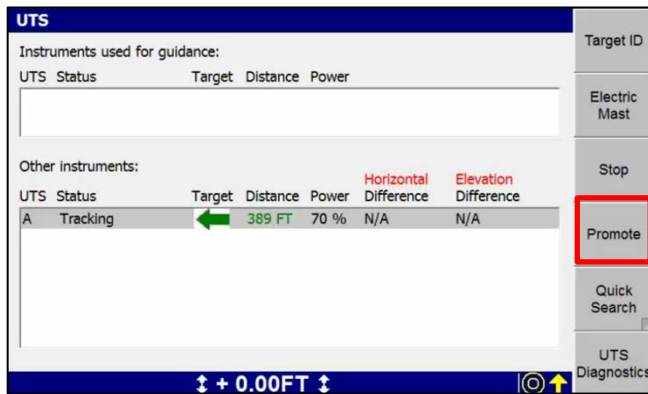 UTS
Instruments used for guidance:
UTS Status Target Distance Power
Other instruments:
Horizontal Elevation
UTS Status Target Distance Power Difference Difference
A Tracking 389 FT 70 % N/A N/A
+ 0.00FT
Target ID
Electric
Mast
Stop
Promote
Quick
Search
UTS
Diagnostics